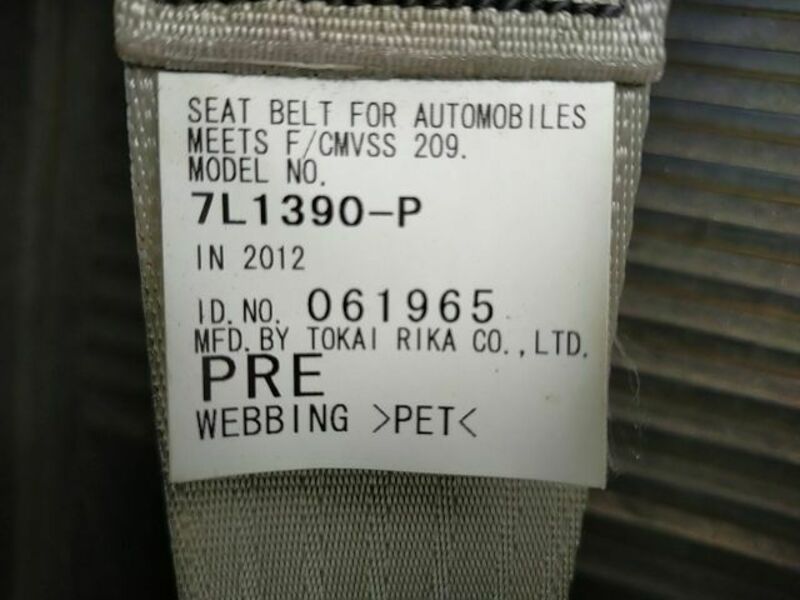 SEAT BELT FOR AUTOMOBILES
MEETS F/CMVSS 209.
MODEL NO.
7L1390-P
IN 2012
ID.NO. 061965
MFD.BY TOKAI RIKA CO.,LTD.
PRE
WEBBING >PET<